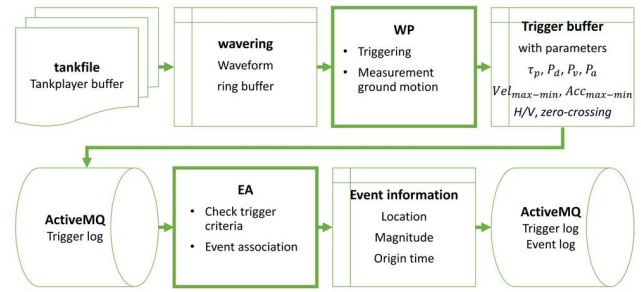 tankfile
Tankplayer buffer
wavering
Waveform
ring buffer
WP
• Triggering
• Measurement
ground motion
Trigger buffer
with parameters
τp, Pd, Pv, Pa
Velmax−min, Accmax−min
H/V, zero-crossing
ActiveMQ
Trigger log
EA
• Check trigger
criteria
• Event association
Event information
Location
Magnitude
Origin time
ActiveMQ
Trigger log
Event log